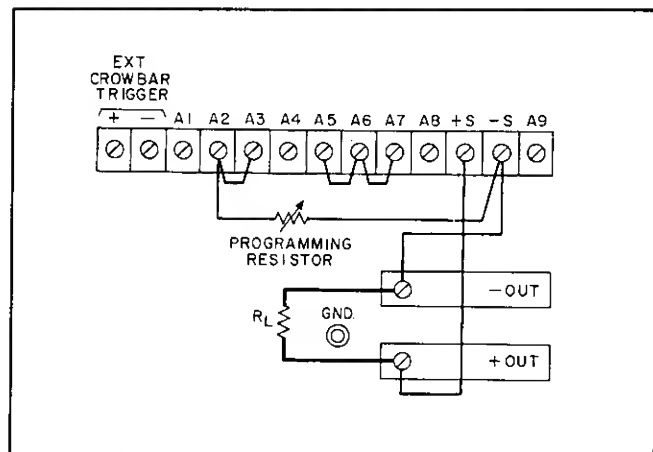 EXT
CROWBAR
TRIGGER
+ − A1 A2 A3 A4 A5 A6 A7 A8 +S −S A9
PROGRAMMING
RESISTOR
−OUT
RL GND.
+OUT